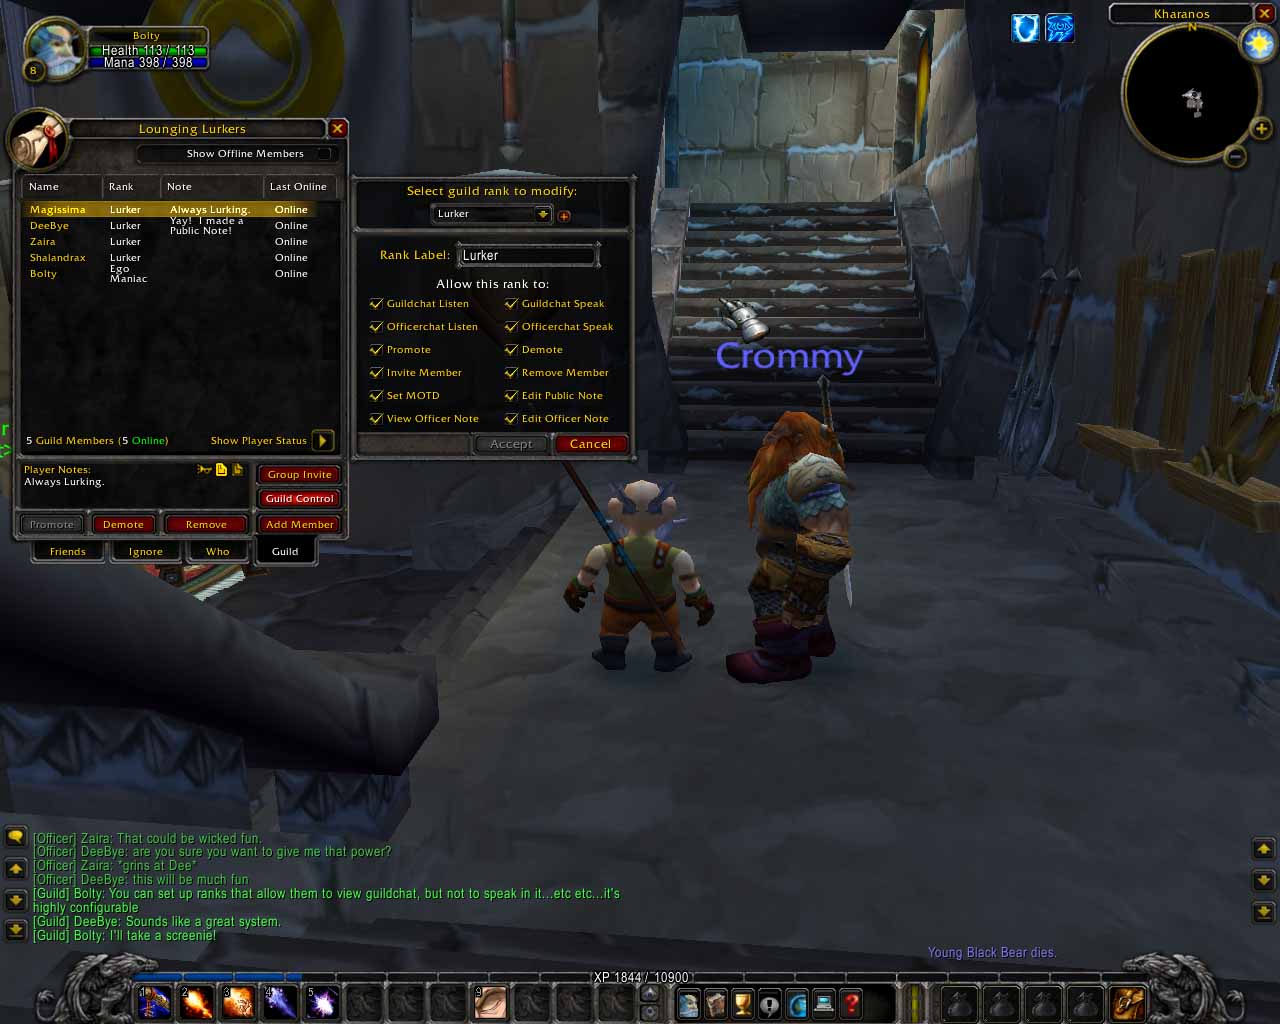 Bolty
Health 113 / 113
Mana 398 / 398
8
Kharanos
N
Lounging Lurkers
Show Offline Members
Name Rank Note Last Online
Magissima Lurker Always Lurking. Online
DeeBye Lurker Yay! I made a Public Note! Online
Zaira Lurker Online
Shalandrax Lurker Online
Bolty Ego Maniac Online
5 Guild Members (5 Online) Show Player Status
Player Notes:
Always Lurking.
Group Invite
Guild Control
Promote Demote Remove Add Member
Friends Ignore Who Guild
Select guild rank to modify:
Lurker
Rank Label: Lurker
Allow this rank to:
Guildchat Listen Guildchat Speak
Officerchat Listen Officerchat Speak
Promote Demote
Invite Member Remove Member
Set MOTD Edit Public Note
View Officer Note Edit Officer Note
Accept Cancel
Crommy
[Officer] Zaira: That could be wicked fun.
[Officer] DeeBye: are you sure you want to give me that power?
[Officer] Zaira: *grins at Dee*
[Officer] DeeBye: this will be much fun
[Guild] Bolty: You can set up ranks that allow them to view guildchat, but not to speak in it...etc etc...it's
highly configurable
[Guild] DeeBye: Sounds like a great system.
[Guild] Bolty: I'll take a screenie!
Young Black Bear dies.
XP 1844 / 10900
1 2 3 4 5 9